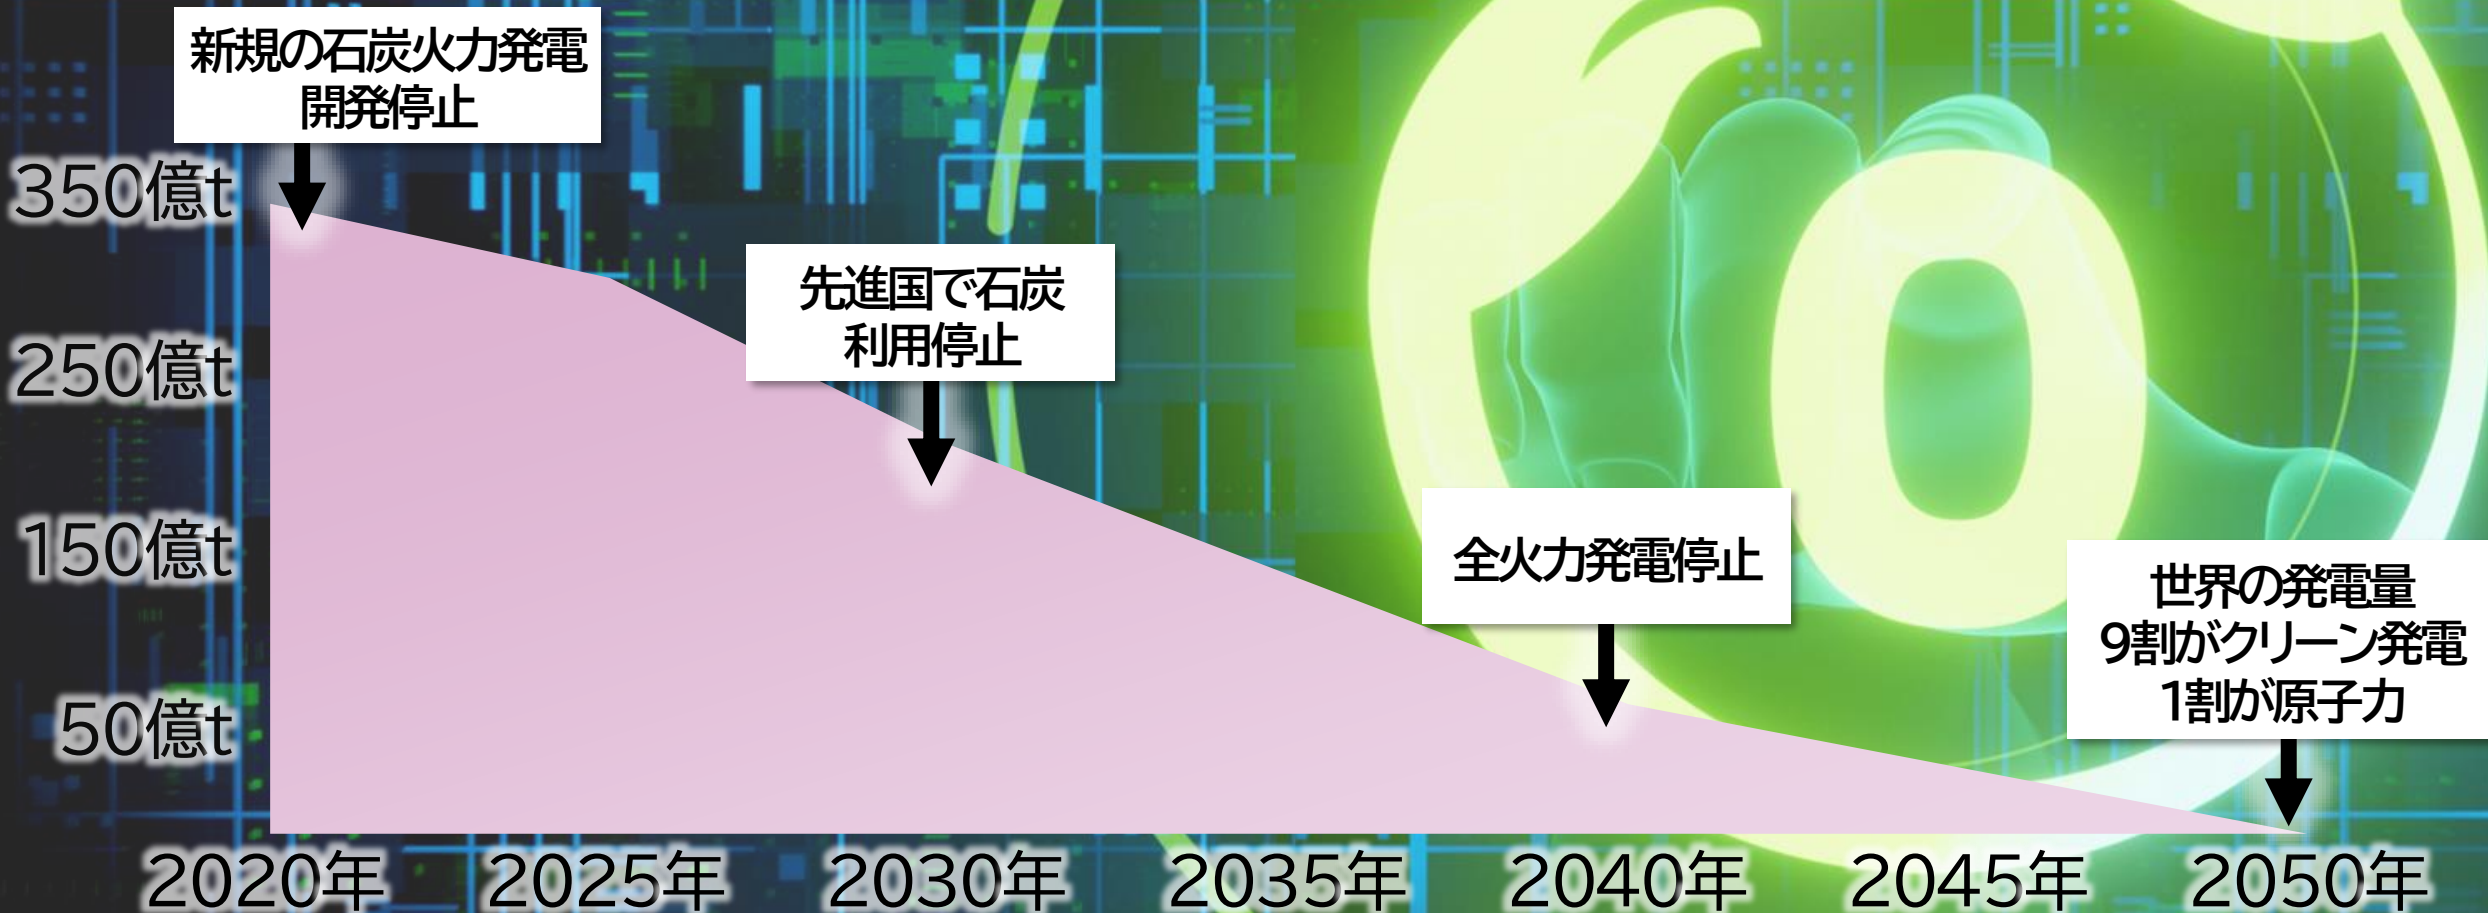 新規の石炭火力発電
開発停止
350億t
250億t
150億t
50億t
先進国で石炭
利用停止
全火力発電停止
世界の発電量
9割がクリーン発電
1割が原子力
0
2020年
2025年
2030年
2035年
2040年
2045年
2050年